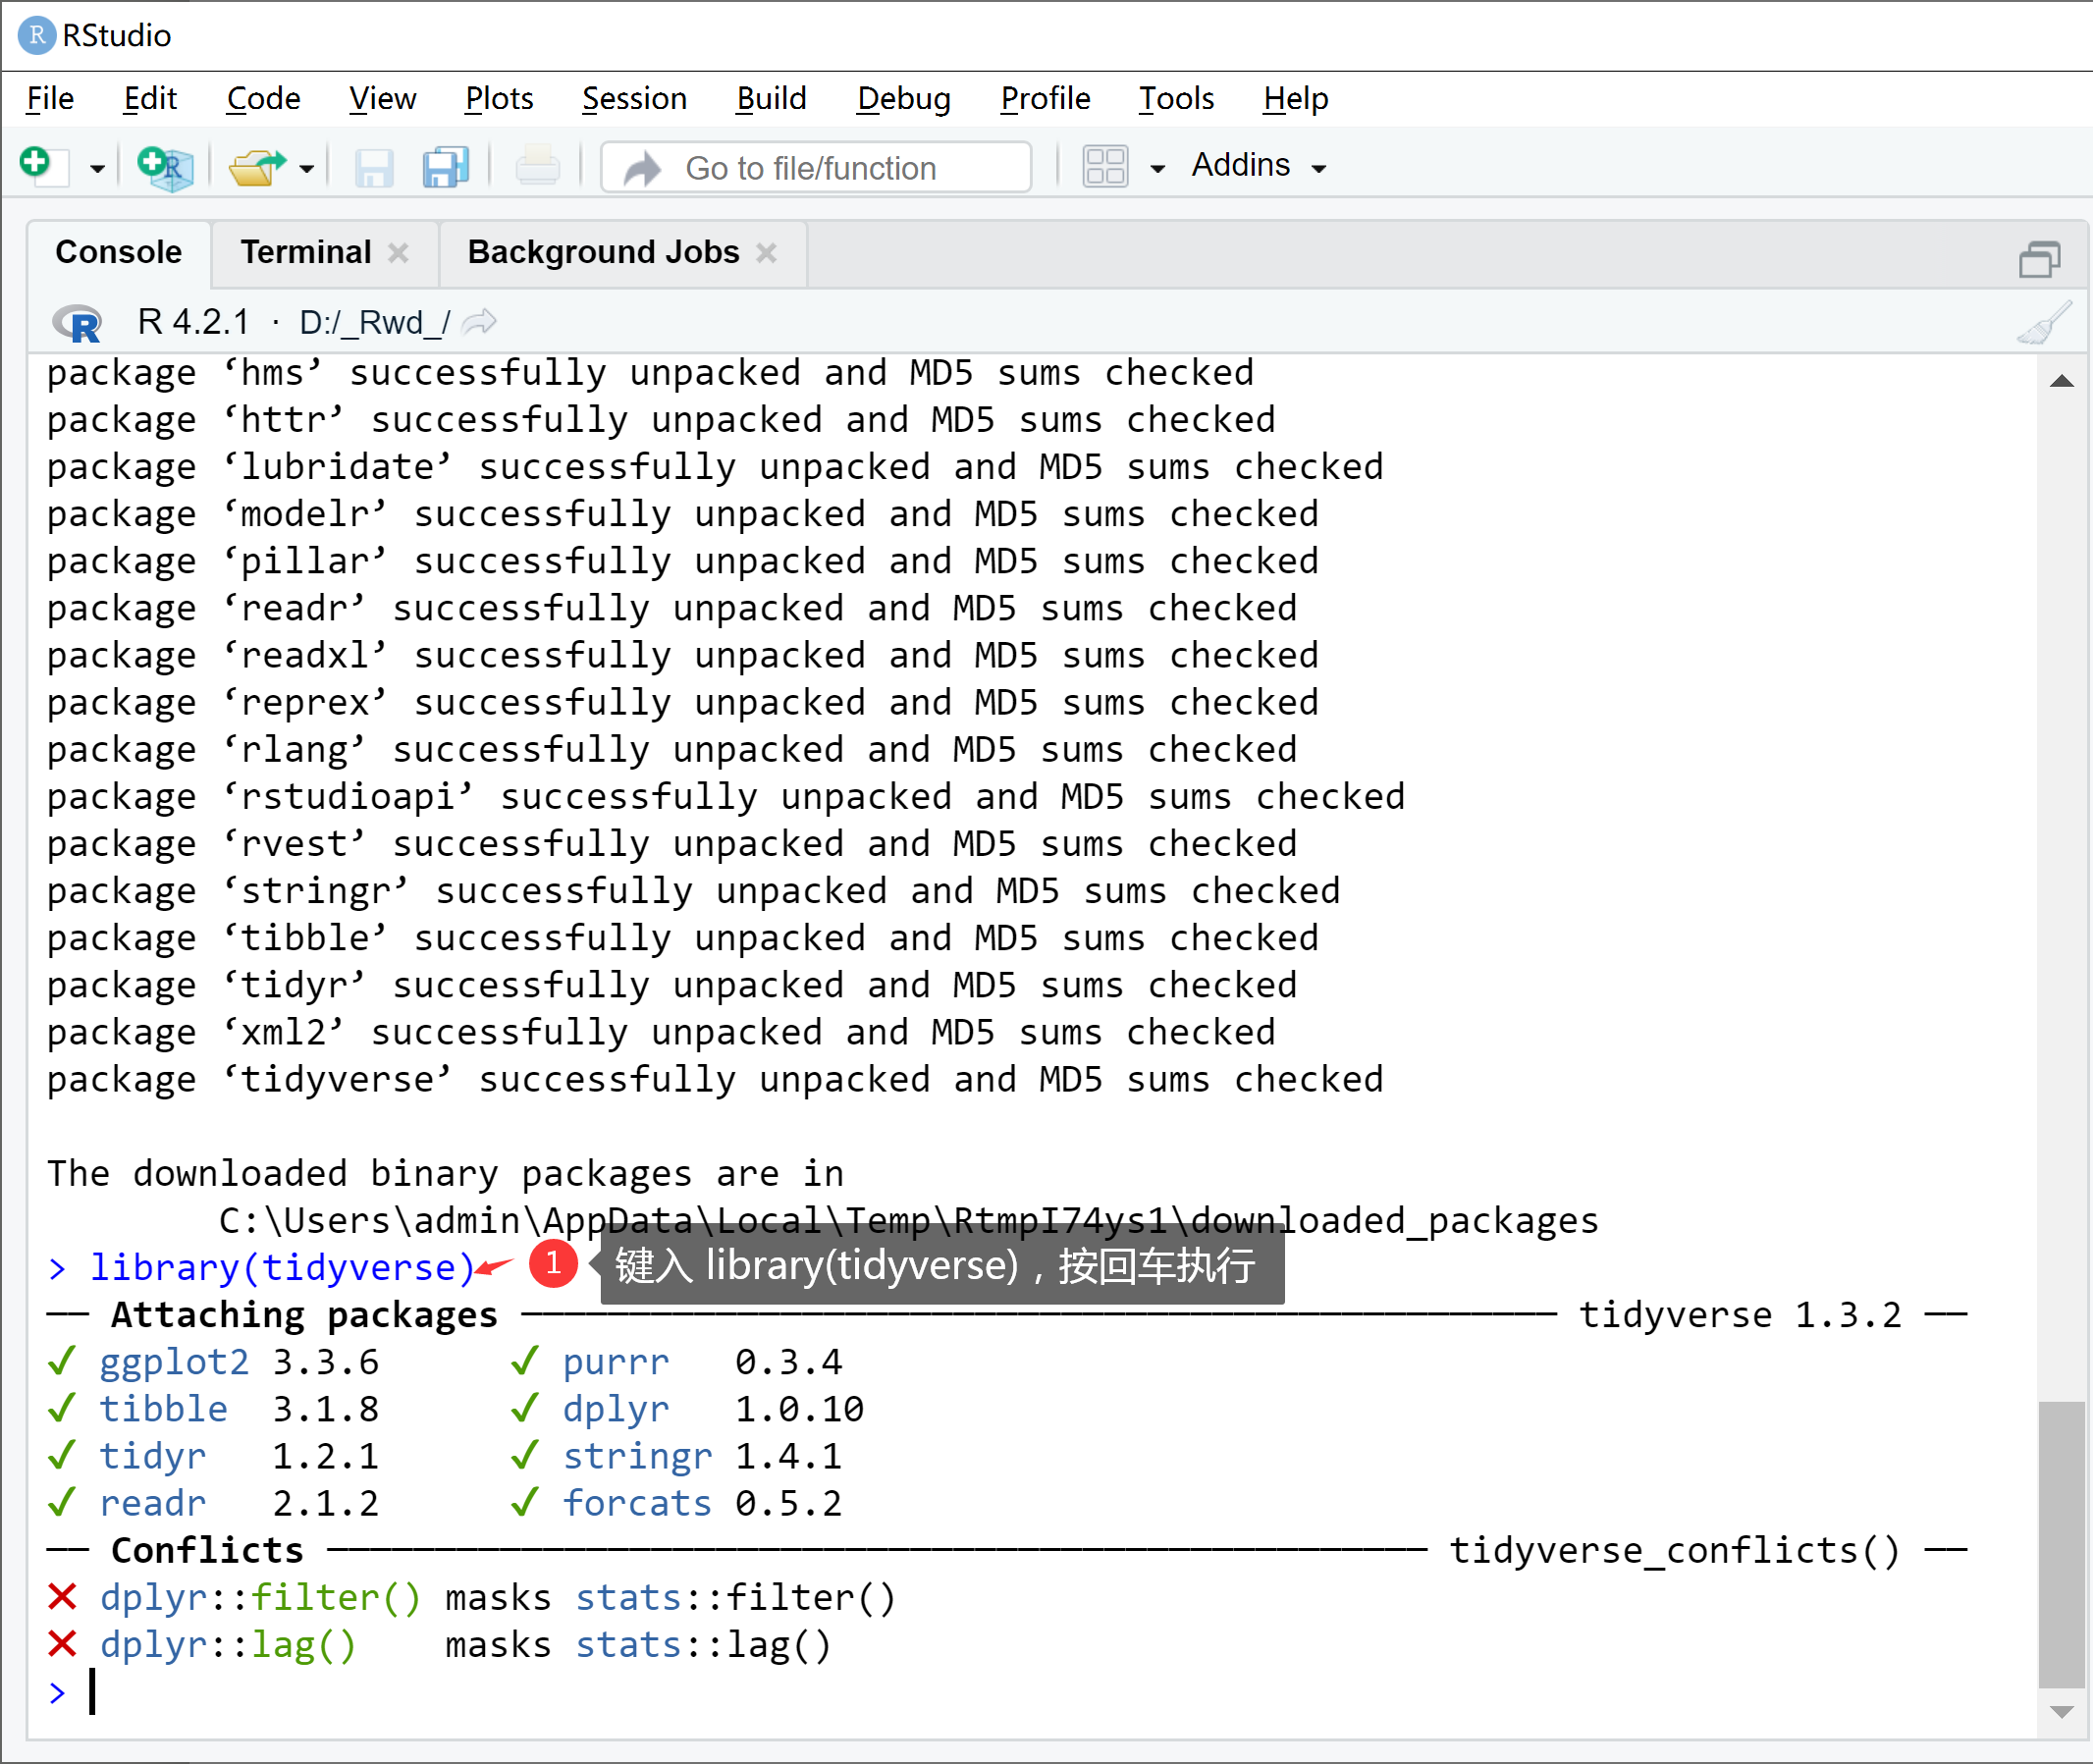 RStudio
File Edit Code View Plots Session Build Debug Profile Tools Help
Go to file/function Addins
Console Terminal Background Jobs
R 4.2.1 · D:/_Rwd_/
package ‘hms’ successfully unpacked and MD5 sums checked
package ‘httr’ successfully unpacked and MD5 sums checked
package ‘lubridate’ successfully unpacked and MD5 sums checked
package ‘modelr’ successfully unpacked and MD5 sums checked
package ‘pillar’ successfully unpacked and MD5 sums checked
package ‘readr’ successfully unpacked and MD5 sums checked
package ‘readxl’ successfully unpacked and MD5 sums checked
package ‘reprex’ successfully unpacked and MD5 sums checked
package ‘rlang’ successfully unpacked and MD5 sums checked
package ‘rstudioapi’ successfully unpacked and MD5 sums checked
package ‘rvest’ successfully unpacked and MD5 sums checked
package ‘stringr’ successfully unpacked and MD5 sums checked
package ‘tibble’ successfully unpacked and MD5 sums checked
package ‘tidyr’ successfully unpacked and MD5 sums checked
package ‘xml2’ successfully unpacked and MD5 sums checked
package ‘tidyverse’ successfully unpacked and MD5 sums checked
The downloaded binary packages are in
C:\Users\admin\AppData\Local\Temp\RtmpI74ys1\downloaded_packages
> library(tidyverse) 1 键入 library(tidyverse)，按回车执行
── Attaching packages ──────────────── tidyverse 1.3.2 ──
✔ ggplot2 3.3.6 ✔ purrr 0.3.4
✔ tibble 3.1.8 ✔ dplyr 1.0.10
✔ tidyr 1.2.1 ✔ stringr 1.4.1
✔ readr 2.1.2 ✔ forcats 0.5.2
── Conflicts ──────────────── tidyverse_conflicts() ──
✖ dplyr::filter() masks stats::filter()
✖ dplyr::lag() masks stats::lag()
>